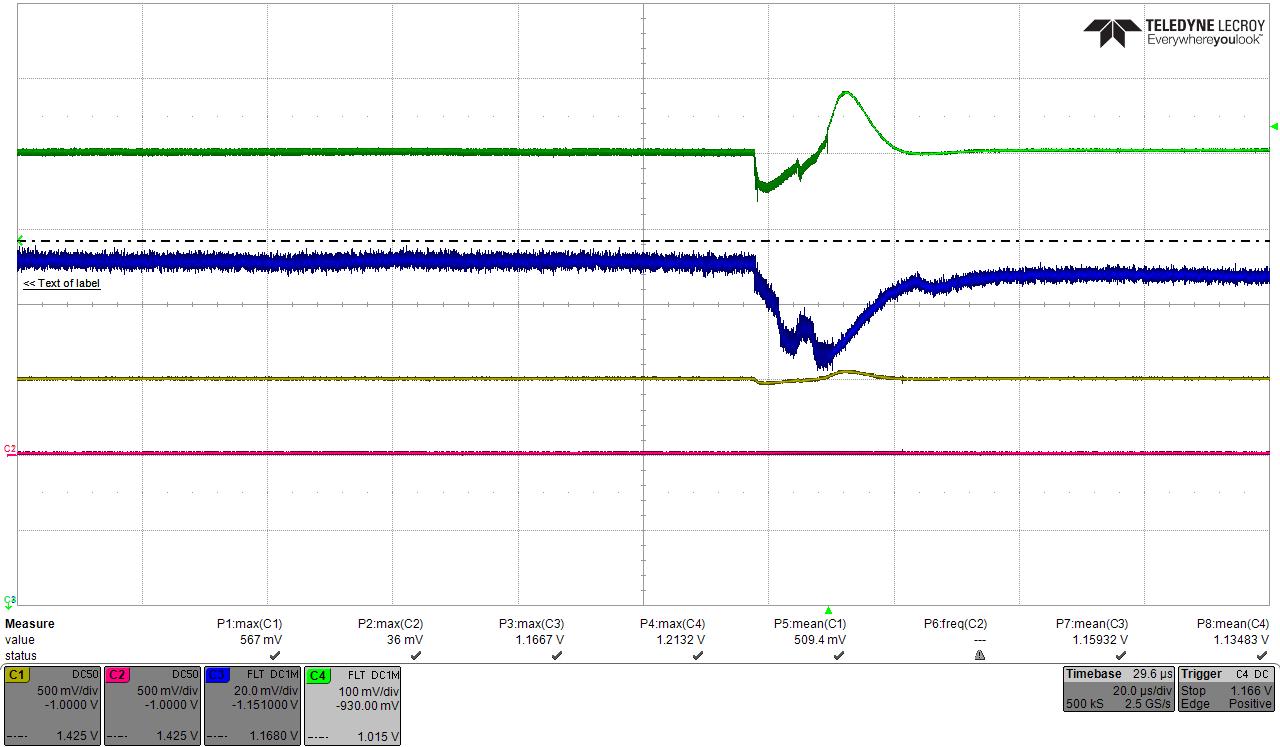 TELEDYNE LECROY
Everywhereyoulook™
<< Text of label
C2
C3
Measure P1:max(C1) P2:max(C2) P3:max(C3) P4:max(C4) P5:mean(C1) P6:freq(C2) P7:mean(C3) P8:mean(C4)
value 567 mV 36 mV 1.1667 V 1.2132 V 509.4 mV --- 1.15932 V 1.13483 V
status
C1 DC50 C2 DC50 C3 FLT DC1M C4 FLT DC1M Timebase 29.6 µs Trigger C4 DC
500 mV/div 500 mV/div 20.0 mV/div 100 mV/div 20.0 µs/div Stop 1.166 V
-1.0000 V -1.0000 V -1.151000 V -930.00 mV 500 kS 2.5 GS/s Edge Positive
1.425 V 1.425 V 1.1680 V 1.015 V